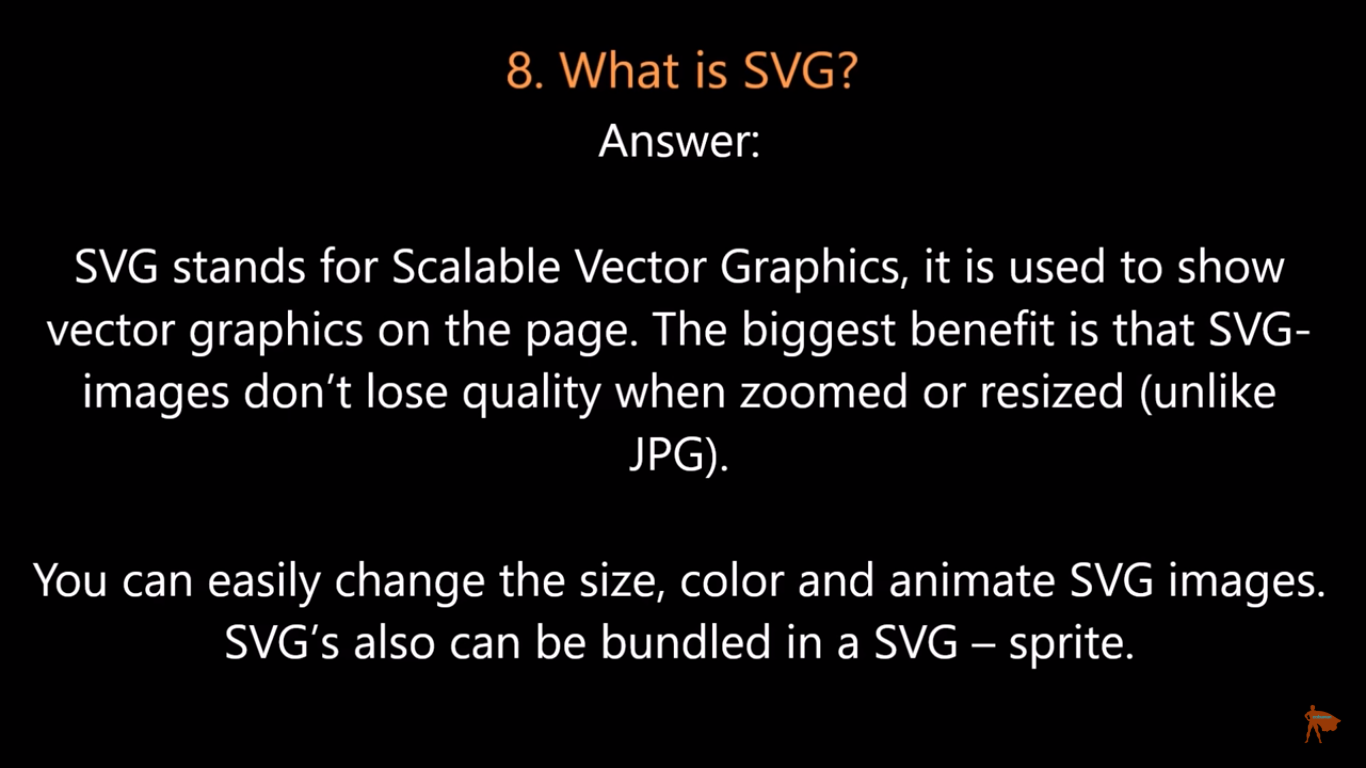 8. What is SVG?
Answer:
SVG stands for Scalable Vector Graphics, it is used to show
vector graphics on the page. The biggest benefit is that SVG-
images don’t lose quality when zoomed or resized (unlike
JPG).
You can easily change the size, color and animate SVG images.
SVG’s also can be bundled in a SVG – sprite.